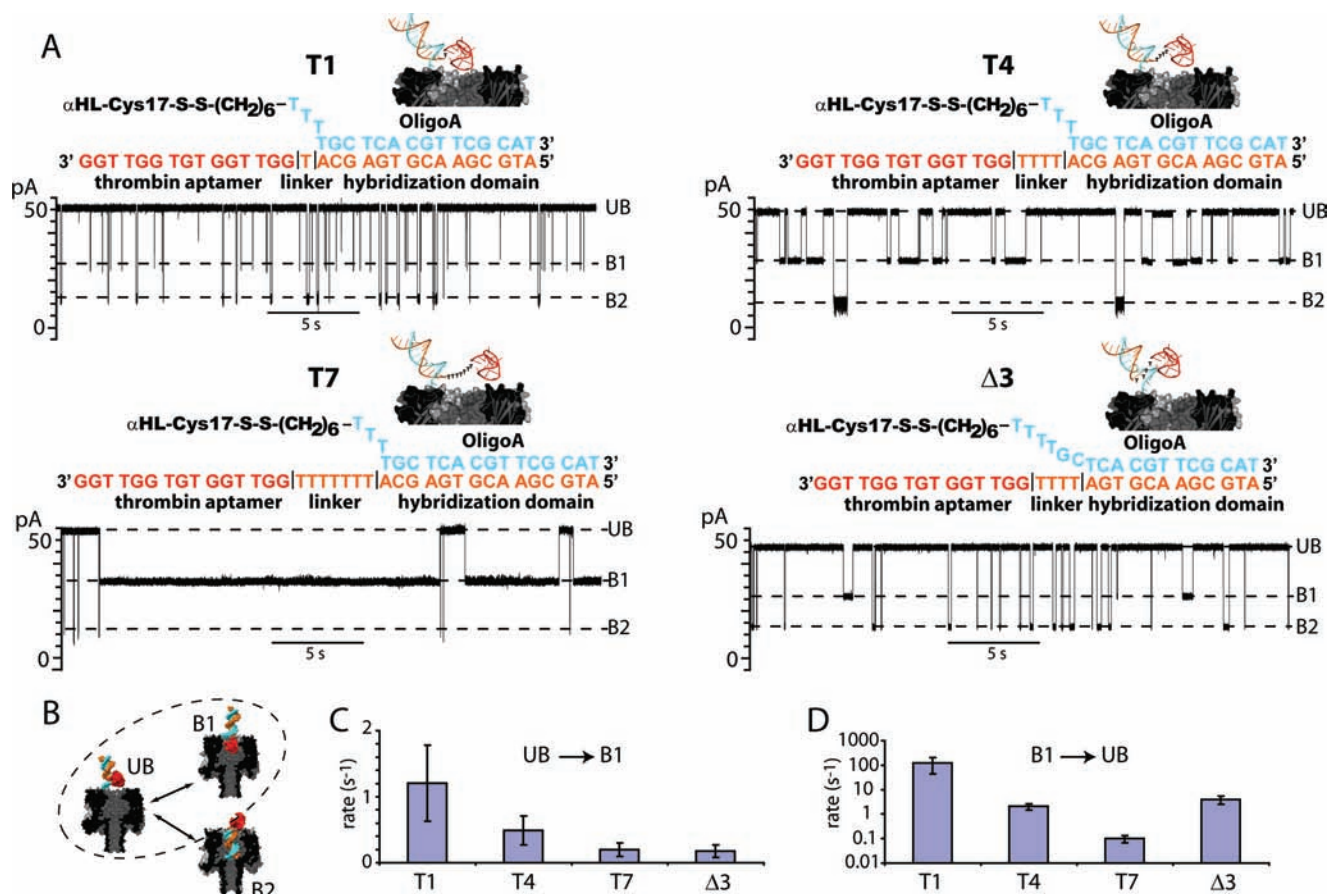 A
T1
αHL-Cys17-S-S-(CH2)6–T
T
T
OligoA
TGC TCA CGT TCG CAT 3'
3' GGT TGG TGT GGT TGG|T|ACG AGT GCA AGC GTA 5'
thrombin aptamer linker hybridization domain
pA
50
0
UB
B1
B2
5 s
T4
αHL-Cys17-S-S-(CH2)6–T
T
T
OligoA
TGC TCA CGT TCG CAT 3'
3' GGT TGG TGT GGT TGG|TTTT|ACG AGT GCA AGC GTA 5'
thrombin aptamer linker hybridization domain
pA
50
0
UB
B1
B2
5 s
T7
αHL-Cys17-S-S-(CH2)6–T
T
T
OligoA
TGC TCA CGT TCG CAT 3'
3'GGT TGG TGT GGT TGG|TTTTTTT|ACG AGT GCA AGC GTA 5'
thrombin aptamer linker hybridization domain
pA
50
0
UB
B1
B2
5 s
Δ3
αHL-Cys17-S-S-(CH2)6–T
T
T
T
G
C
OligoA
TCA CGT TCG CAT 3'
3'GGT TGG TGT GGT TGG|TTTT|AGT GCA AGC GTA 5'
thrombin aptamer linker hybridization domain
pA
50
0
UB
B1
B2
5 s
B
UB
B1
B2
C
UB → B1
rate (s-1)
2
1
0
T1 T4 T7 Δ3
D
B1 → UB
rate (s-1)
1000
100
10
1
0.1
0.01
T1 T4 T7 Δ3